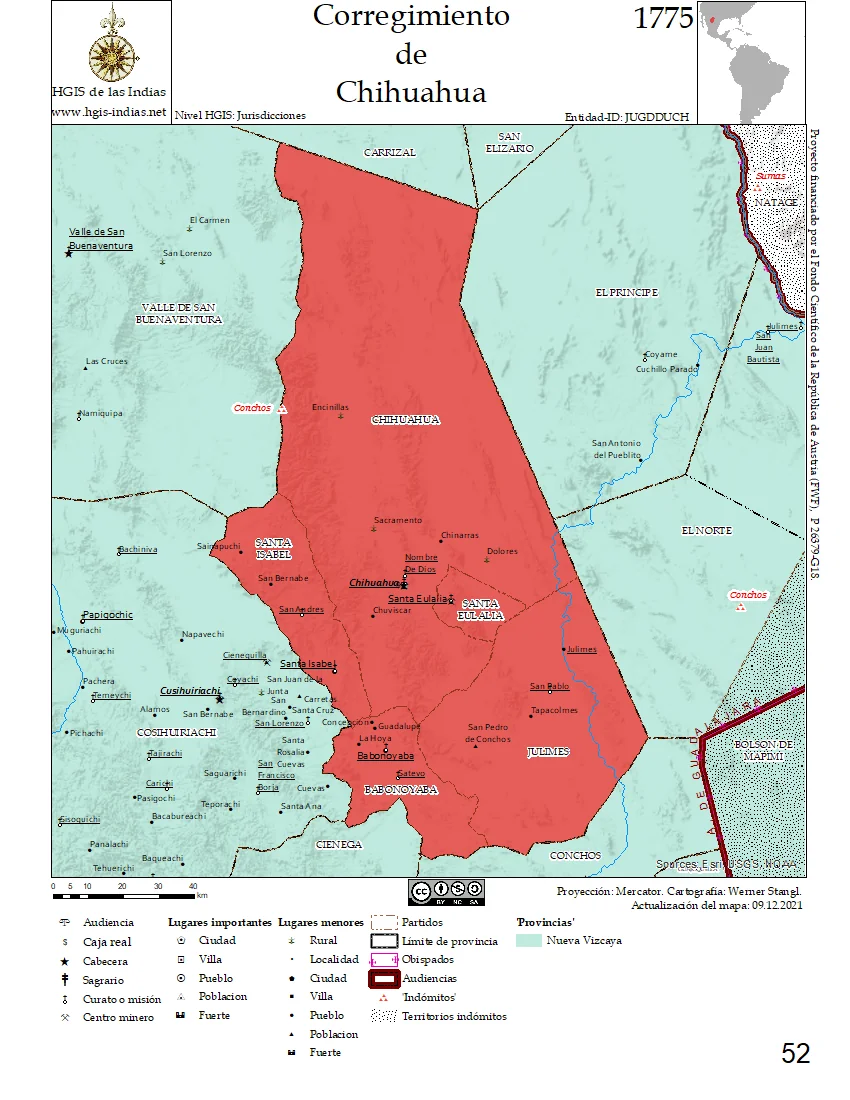 Corregimiento
de
Chihuahua
1775
HGIS de las Indias
www.hgis-indias.net
Nivel HGIS: Jurisdicciones
Entidad-ID: JUGDDUCH
Proyecto financiado por el Fondo Científico de la República de Austria (FWF), P 26379-G18
CARRIZAL
SAN
ELIZARIO
Sumas
NATAGE
El Carmen
Valle de San
Buenaventura
San Lorenzo
VALLE DE SAN
BUENAVENTURA
EL PRINCIPE
Julimes
San
Juan
Bautista
Coyame
Cuchillo Parado
Las Cruces
Namiquipa
Conchos
Encinillas
CHIHUAHUA
San Antonio
del Pueblito
EL NORTE
Sacramento
Chinarras
Bachiniva
Sainapuchi
SANTA
ISABEL
Nombre
De Dios
Dolores
San Bernabe
Chihuahua
Santa Eulalia
SANTA
EULALIA
Conchos
Papigochic
San Andres
Chuviscar
Muguriachi
Napavechi
Pahuirachi
Cieneguilla
Santa Isabel
Julimes
Pachera
Temeychi
Coyachi
San Juan de la
Junta
San Pablo
Cusihuiriachi
Carretas
San
Bernardino
Santa Cruz
Alamos
San Bernabe
San Lorenzo
Concepcion
Guadalupe
Tapacolmes
Pichachi
COSIHUIRIACHI
La Hoya
San Pedro
de Conchos
JULIMES
BOLSON DE
MAPIMI
A. DE GUADALAXARA
Tajirachi
Santa
Rosalia
Babonoyaba
Saguarichi
San
Francisco
Borja
Cuevas
Satevo
Carichi
Cuevas
BABONOYABA
Pasigochi
Teporachi
Santa Ana
Sisoquichi
Bacabureachi
Panalachi
CIENEGA
Baqueachi
CONCHOS
Tehuerichi
Sources: Esri, USGS, NOAA
0 5 10 20 30 40
km
CC BY NC SA
Proyección: Mercator. Cartografía: Werner Stangl.
Actualización del mapa: 09.12.2021
Audiencia
Caja real
Cabecera
Sagrario
Curato o misión
Centro minero
Lugares importantes
Ciudad
Villa
Pueblo
Poblacion
Fuerte
Lugares menores
Rural
Localidad
Ciudad
Villa
Pueblo
Poblacion
Fuerte
Partidos
Límite de provincia
Obispados
Audiencias
'Indómitos'
Territorios indómitos
'Provincias'
Nueva Vizcaya
52